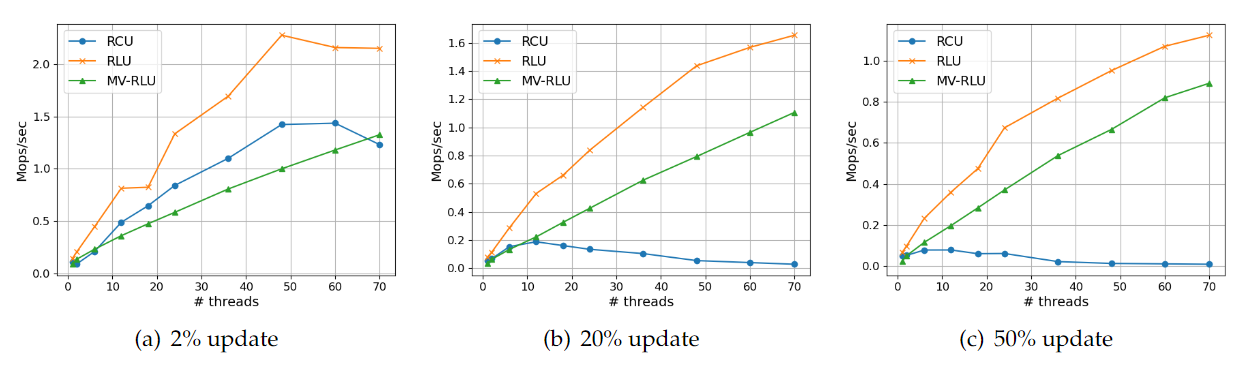 RCU
RLU
MV-RLU
2.0
1.5
1.0
0.5
0.0
Mops/sec
0 10 20 30 40 50 60 70
# threads
(a) 2% update
RCU
RLU
MV-RLU
1.6
1.4
1.2
1.0
0.8
0.6
0.4
0.2
0.0
Mops/sec
0 10 20 30 40 50 60 70
# threads
(b) 20% update
RCU
RLU
MV-RLU
1.0
0.8
0.6
0.4
0.2
0.0
Mops/sec
0 10 20 30 40 50 60 70
# threads
(c) 50% update